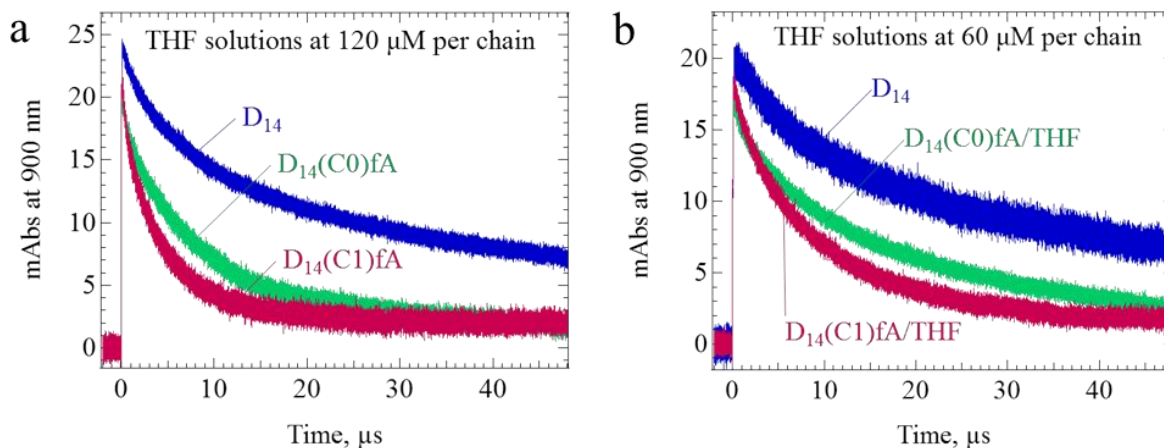 a
THF solutions at 120 µM per chain
25
20
15
10
5
0
mAbs at 900 nm
D₁₄
D₁₄(C0)fA
D₁₄(C1)fA
0
10
20
30
40
Time, µs
b
THF solutions at 60 µM per chain
20
15
10
5
0
mAbs at 900 nm
D₁₄
D₁₄(C0)fA/THF
D₁₄(C1)fA/THF
0
10
20
30
40
Time, µs